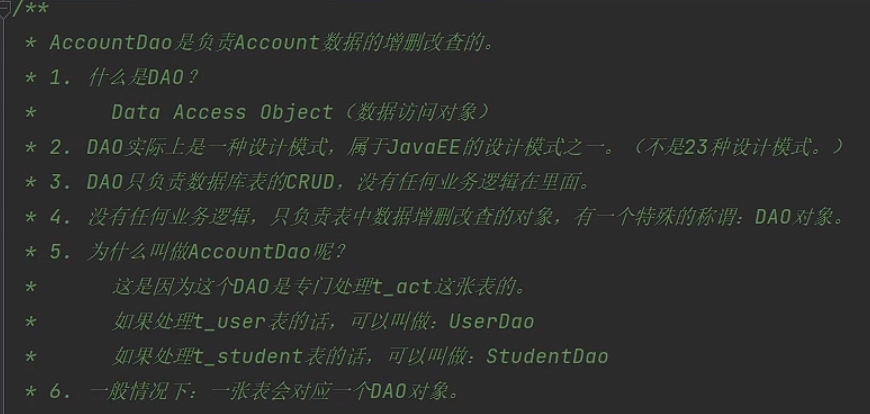 /**
* AccountDao是负责Account数据的增删改查的。
* 1. 什么是DAO？
* Data Access Object（数据访问对象）
* 2. DAO实际上是一种设计模式，属于JavaEE的设计模式之一。（不是23种设计模式。）
* 3. DAO只负责数据库表的CRUD，没有任何业务逻辑在里面。
* 4. 没有任何业务逻辑，只负责表中数据增删改查的对象，有一个特殊的称谓：DAO对象。
* 5. 为什么叫做AccountDao呢？
* 这是因为这个DAO是专门处理t_act这张表的。
* 如果处理t_user表的话，可以叫做：UserDao
* 如果处理t_student表的话，可以叫做：StudentDao
* 6. 一般情况下：一张表会对应一个DAO对象。